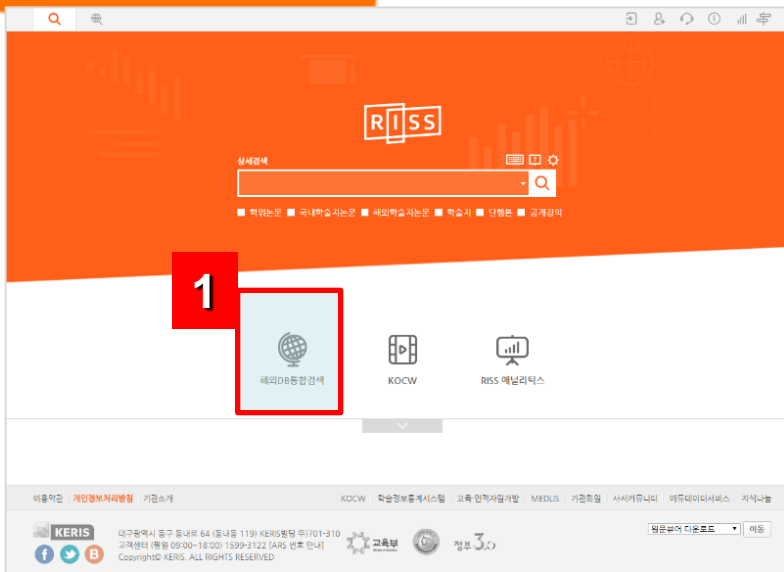 RISS
상세검색
학위논문 국내학술지논문 해외학술지논문 학술지 단행본 공개강의
1
해외DB통합검색 KOCW RISS 애널리틱스
이용약관 개인정보처리방침 기관소개 KOCW 학술정보통계시스템 교육·인적자원개발 MEDLIS 기관회원 사서커뮤니티 에듀데이터서비스 지식나눔
KERIS 대구광역시 동구 동내로 64 (동내동 119) KERIS빌딩 우)701-310
고객센터 (평일 09:00~18:00) 1599-3122 [ARS 번호 안내]
Copyright© KERIS. ALL RIGHTS RESERVED
교육부 정부3.0 원문뷰어 다운로드 이동